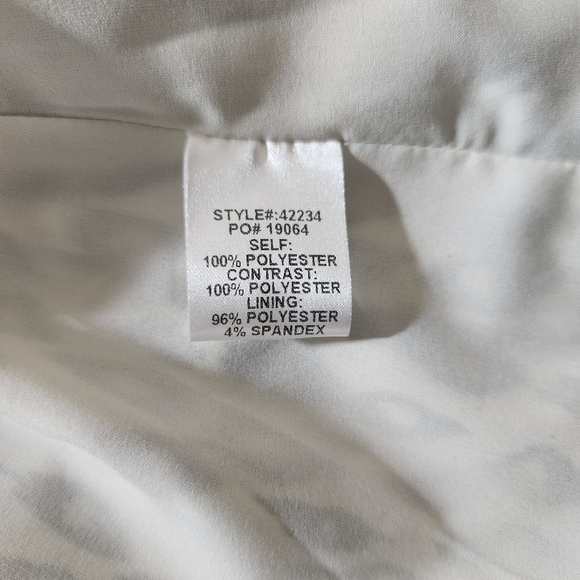 STYLE#:42234
PO# 19064
SELF:
100% POLYESTER
CONTRAST:
100% POLYESTER
LINING:
96% POLYESTER
4% SPANDEX